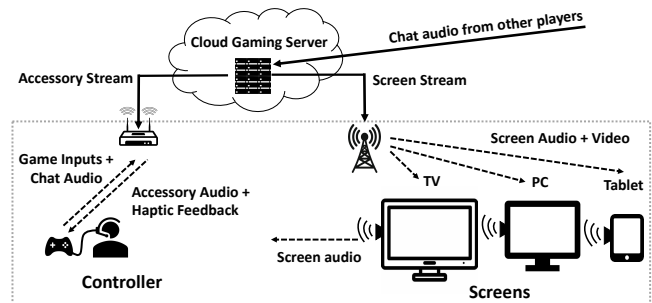 Chat audio from other players
Cloud Gaming Server
Accessory Stream
Screen Stream
Game Inputs +
Chat Audio
Accessory Audio +
Haptic Feedback
Screen Audio + Video
TV
PC
Tablet
Screen audio
Controller
Screens